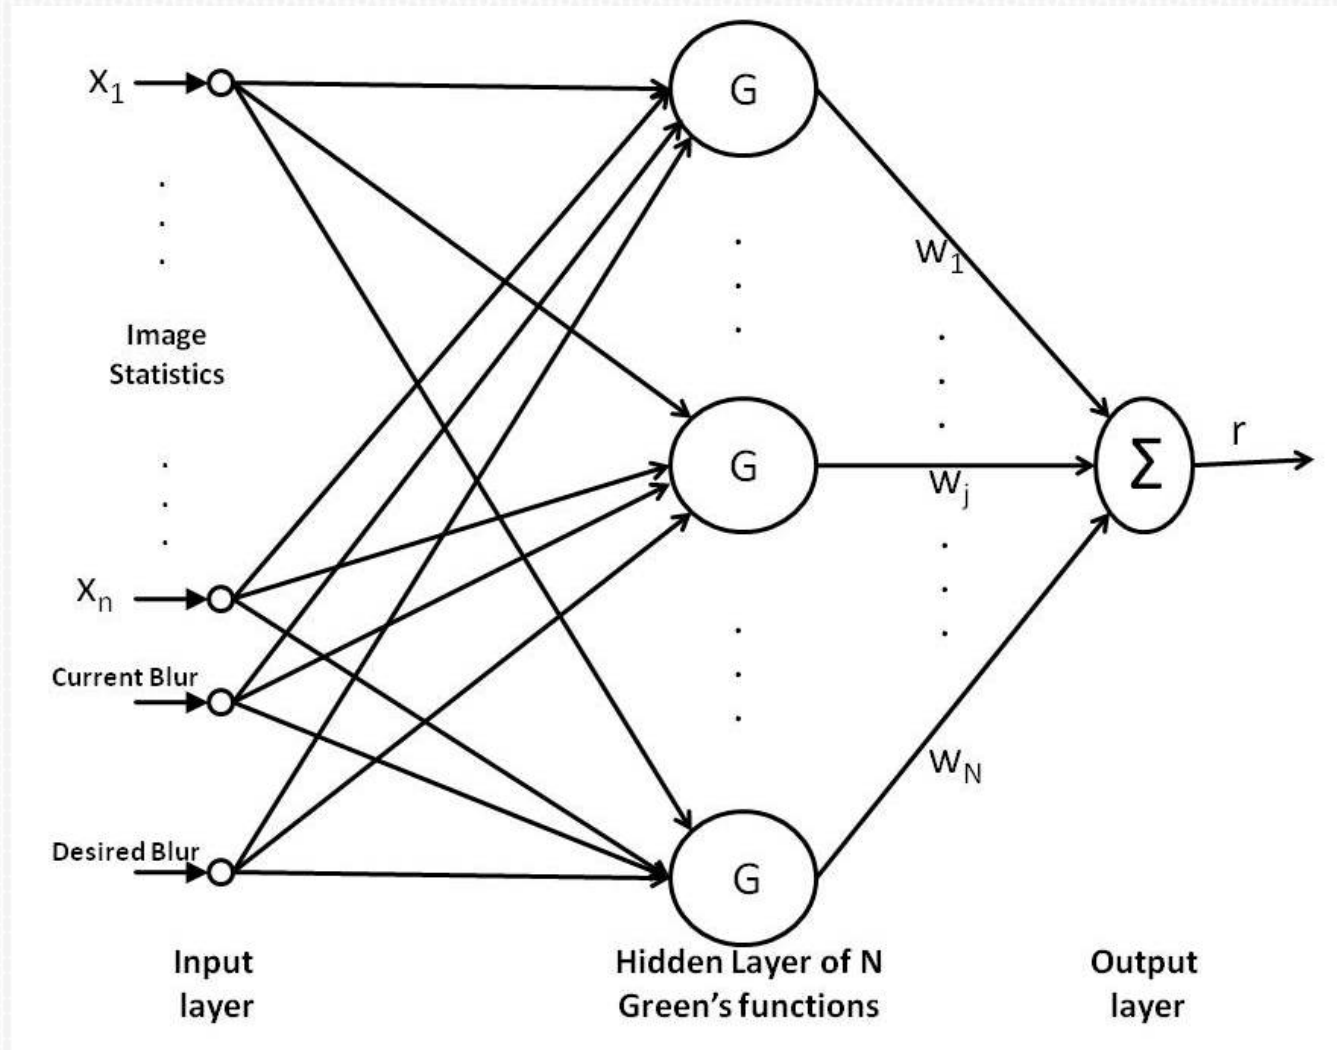 X1
G
W1
Image
Statistics
G
Wj
Σ
r
Xn
Current Blur
WN
Desired Blur
G
Input
layer
Hidden Layer of N
Green's functions
Output
layer